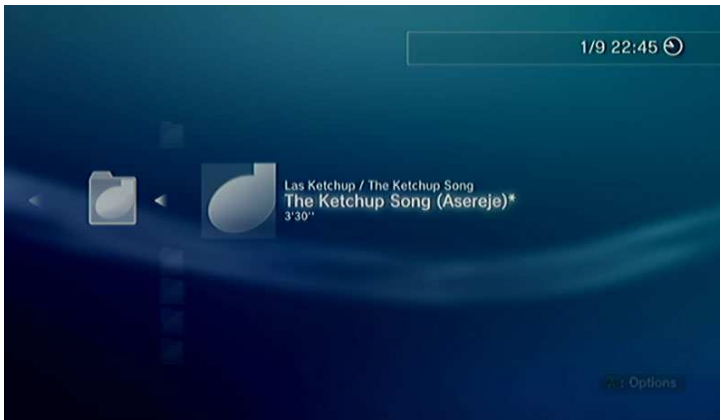 1/9 22:45
Las Ketchup / The Ketchup Song
The Ketchup Song (Asereje)*
3'30''
: Options